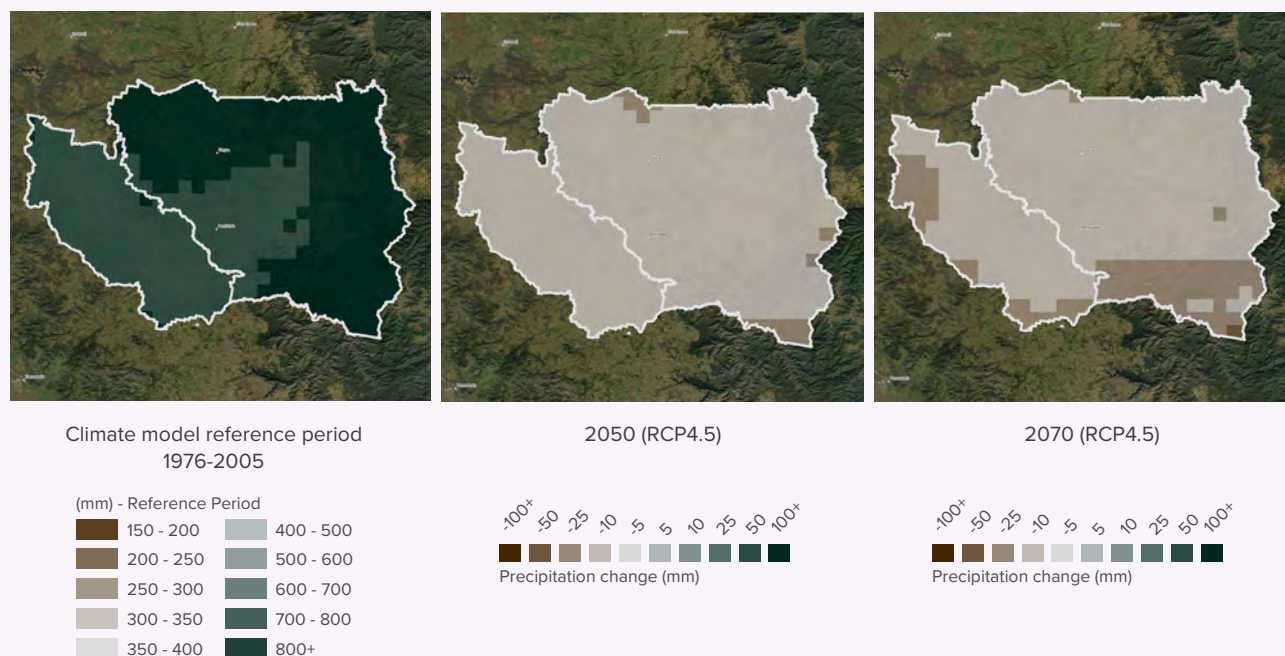 Climate model reference period
1976-2005
2050 (RCP4.5)
2070 (RCP4.5)
(mm) - Reference Period
150 - 200
400 - 500
200 - 250
500 - 600
250 - 300
600 - 700
300 - 350
700 - 800
350 - 400
800+
-100+ -50 -25 -10 -5 5 10 25 50 100+
Precipitation change (mm)
-100+ -50 -25 -10 -5 5 10 25 50 100+
Precipitation change (mm)